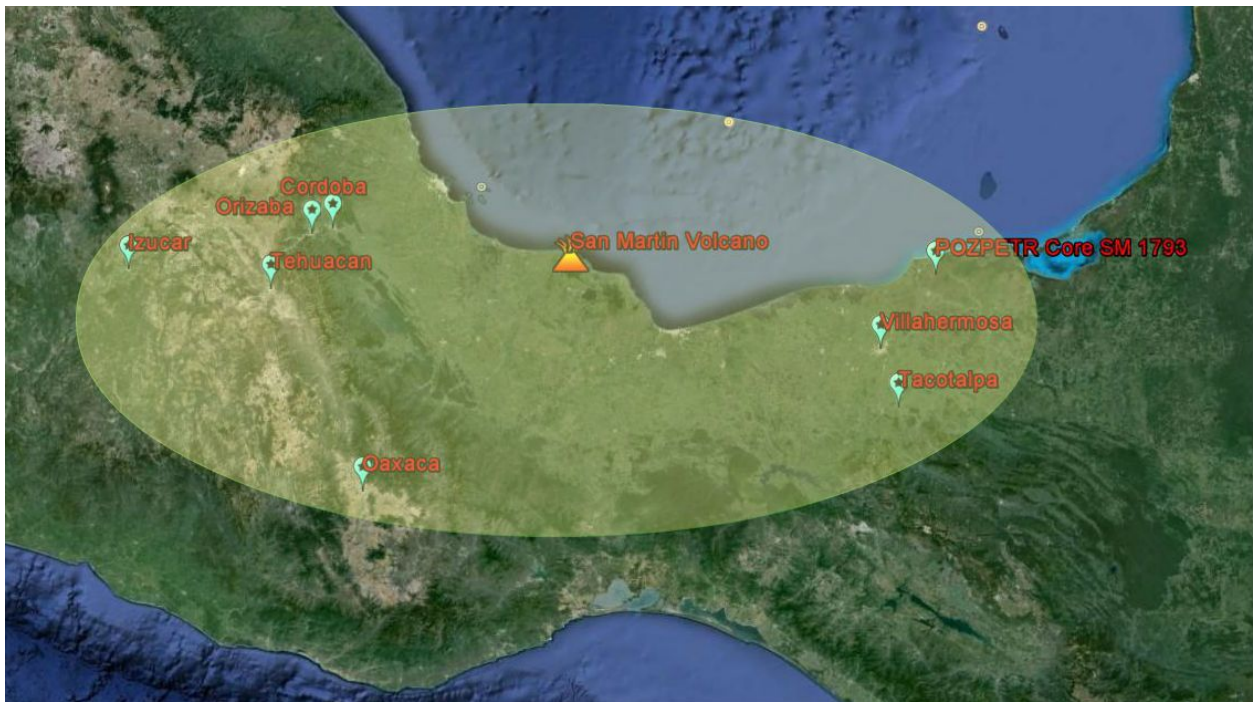 Cordoba
Orizaba
Izucar
San Martin Volcano
POZPETR Core SM 1793
Tehuacan
Villahermosa
Tacotalpa
Oaxaca